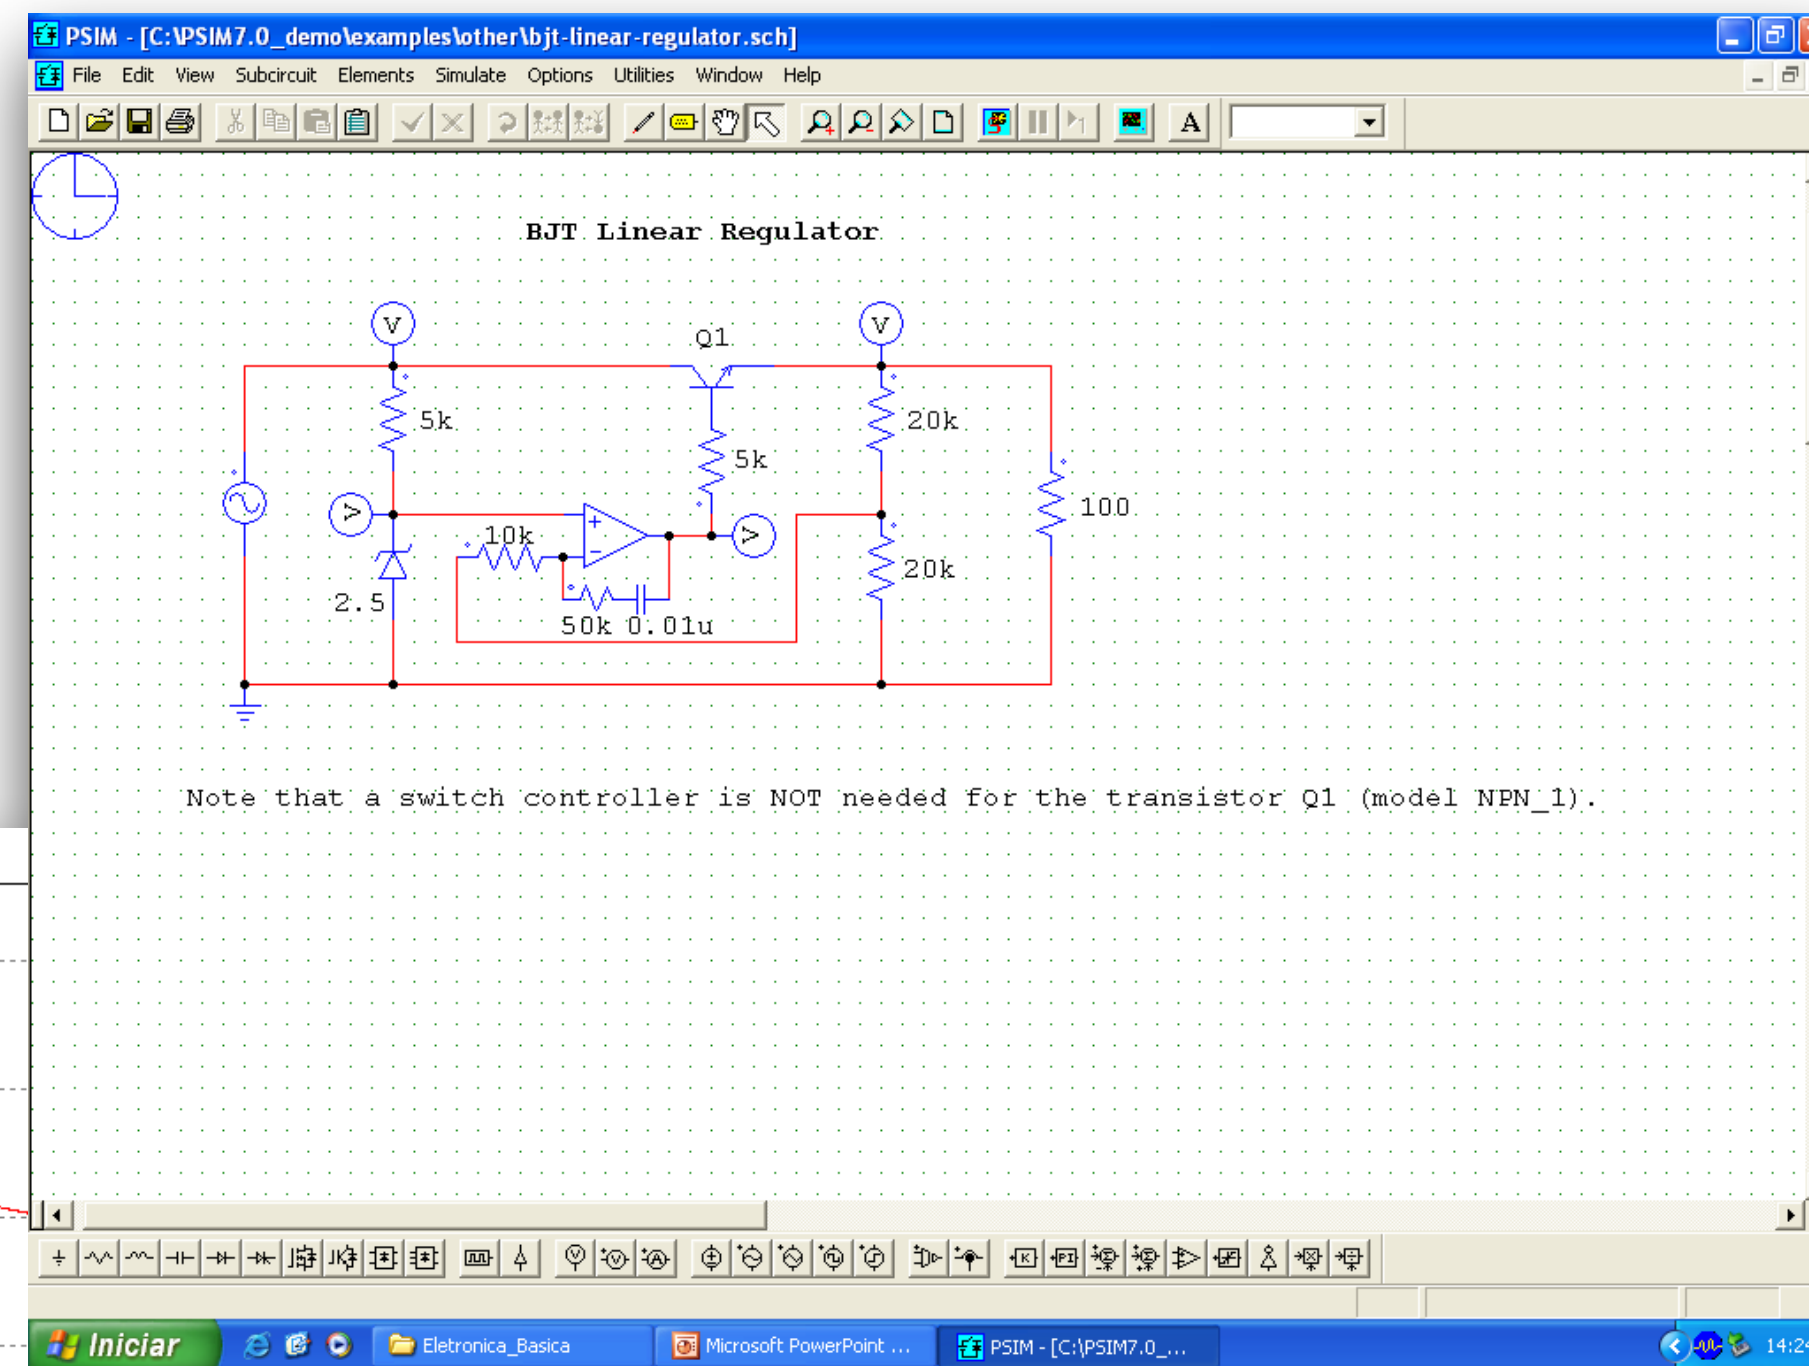 PSIM - [C:\PSIM7.0_demo\examples\other\bjt-linear-regulator.sch]
File Edit View Subcircuit Elements Simulate Options Utilities Window Help
A
BJT Linear Regulator
V
V
Q1
5k
20k
5k
V
100
10k
V
20k
2.5
50k 0.01u
Note that a switch controller is NOT needed for the transistor Q1 (model NPN_1).
Iniciar
Eletronica_Basica
Microsoft PowerPoint ...
PSIM - [C:\PSIM7.0_...
14:24